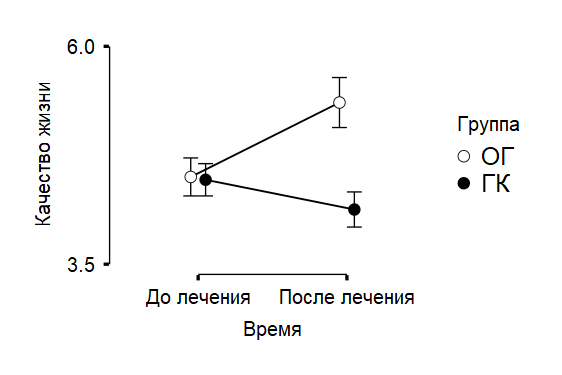 6.0
3.5
Качество жизни
До лечения
После лечения
Время
Группа
ОГ
ГК